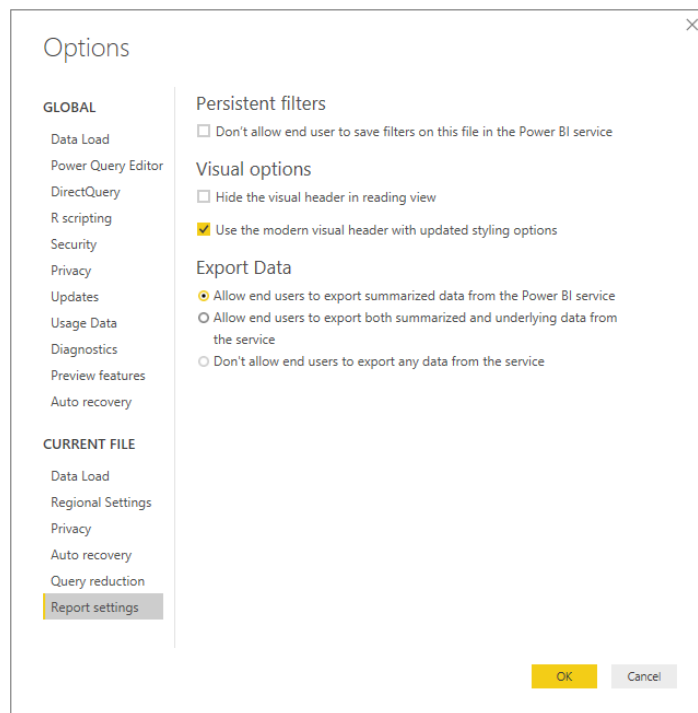 Options
GLOBAL
Data Load
Power Query Editor
DirectQuery
R scripting
Security
Privacy
Updates
Usage Data
Diagnostics
Preview features
Auto recovery
CURRENT FILE
Data Load
Regional Settings
Privacy
Auto recovery
Query reduction
Report settings
Persistent filters
Don't allow end user to save filters on this file in the Power BI service
Visual options
Hide the visual header in reading view
Use the modern visual header with updated styling options
Export Data
Allow end users to export summarized data from the Power BI service
Allow end users to export both summarized and underlying data from
the service
Don't allow end users to export any data from the service
OK
Cancel